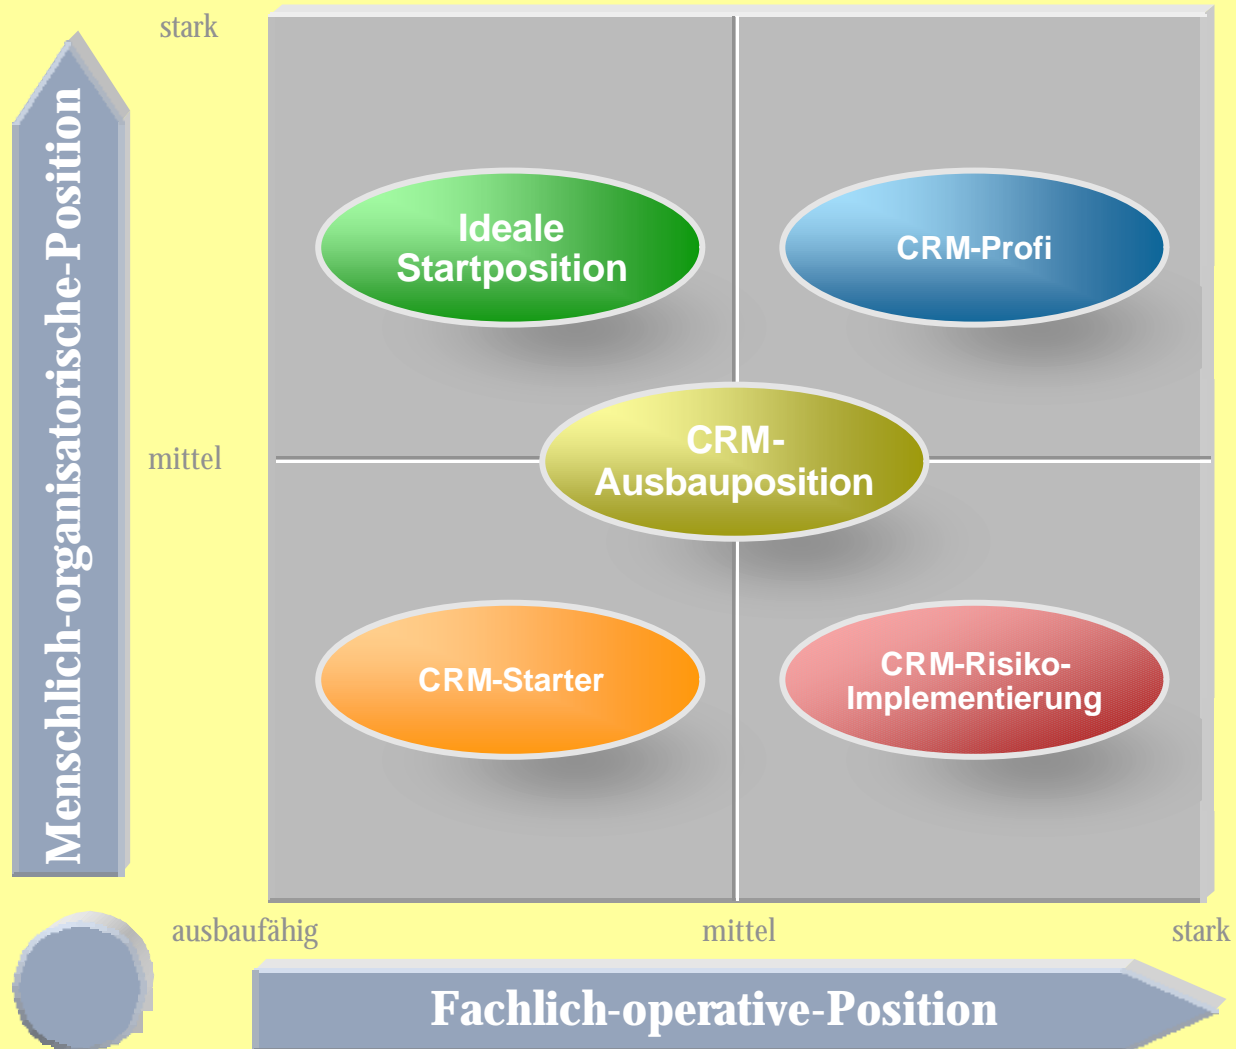 stark
Menschlich-organisatorische-Position
Ideale
Startposition
CRM-Profi
mittel
CRM-
Ausbauposition
CRM-Starter
CRM-Risiko-
Implementierung
ausbaufähig
mittel
stark
Fachlich-operative-Position